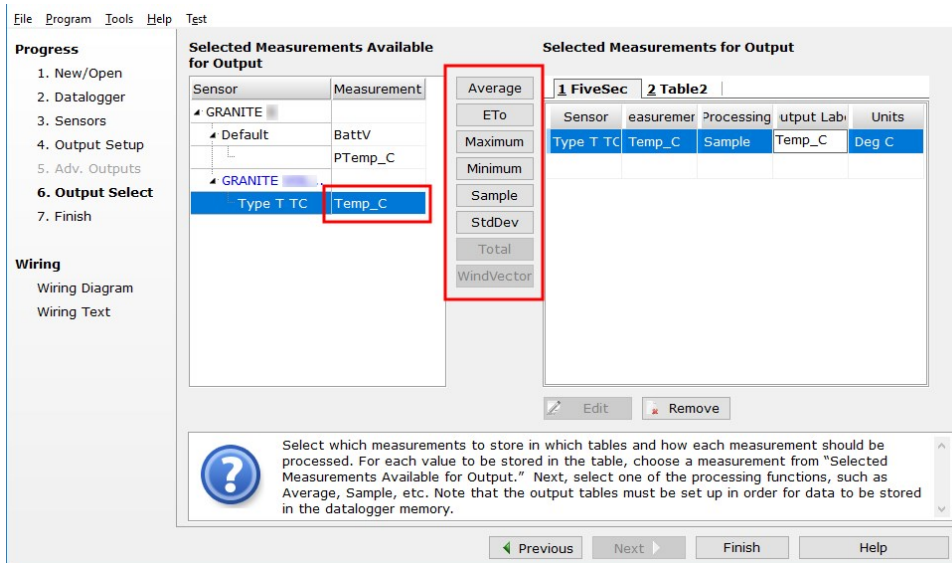 File Program Tools Help Test
Progress
1. New/Open
2. Datalogger
3. Sensors
4. Output Setup
5. Adv. Outputs
6. Output Select
7. Finish
Wiring
Wiring Diagram
Wiring Text
Selected Measurements Available
for Output
Sensor Measurement
GRANITE
Default BattV
PTemp_C
GRANITE
Type T TC Temp_C
Average
ETo
Maximum
Minimum
Sample
StdDev
Total
WindVector
Selected Measurements for Output
1 FiveSec 2 Table2
Sensor easuremer Processing utput Labe Units
Type T TC Temp_C Sample Temp_C Deg C
Edit Remove
Select which measurements to store in which tables and how each measurement should be
processed. For each value to be stored in the table, choose a measurement from “Selected
Measurements Available for Output.” Next, select one of the processing functions, such as
Average, Sample, etc. Note that the output tables must be set up in order for data to be stored
in the datalogger memory.
Previous Next Finish Help